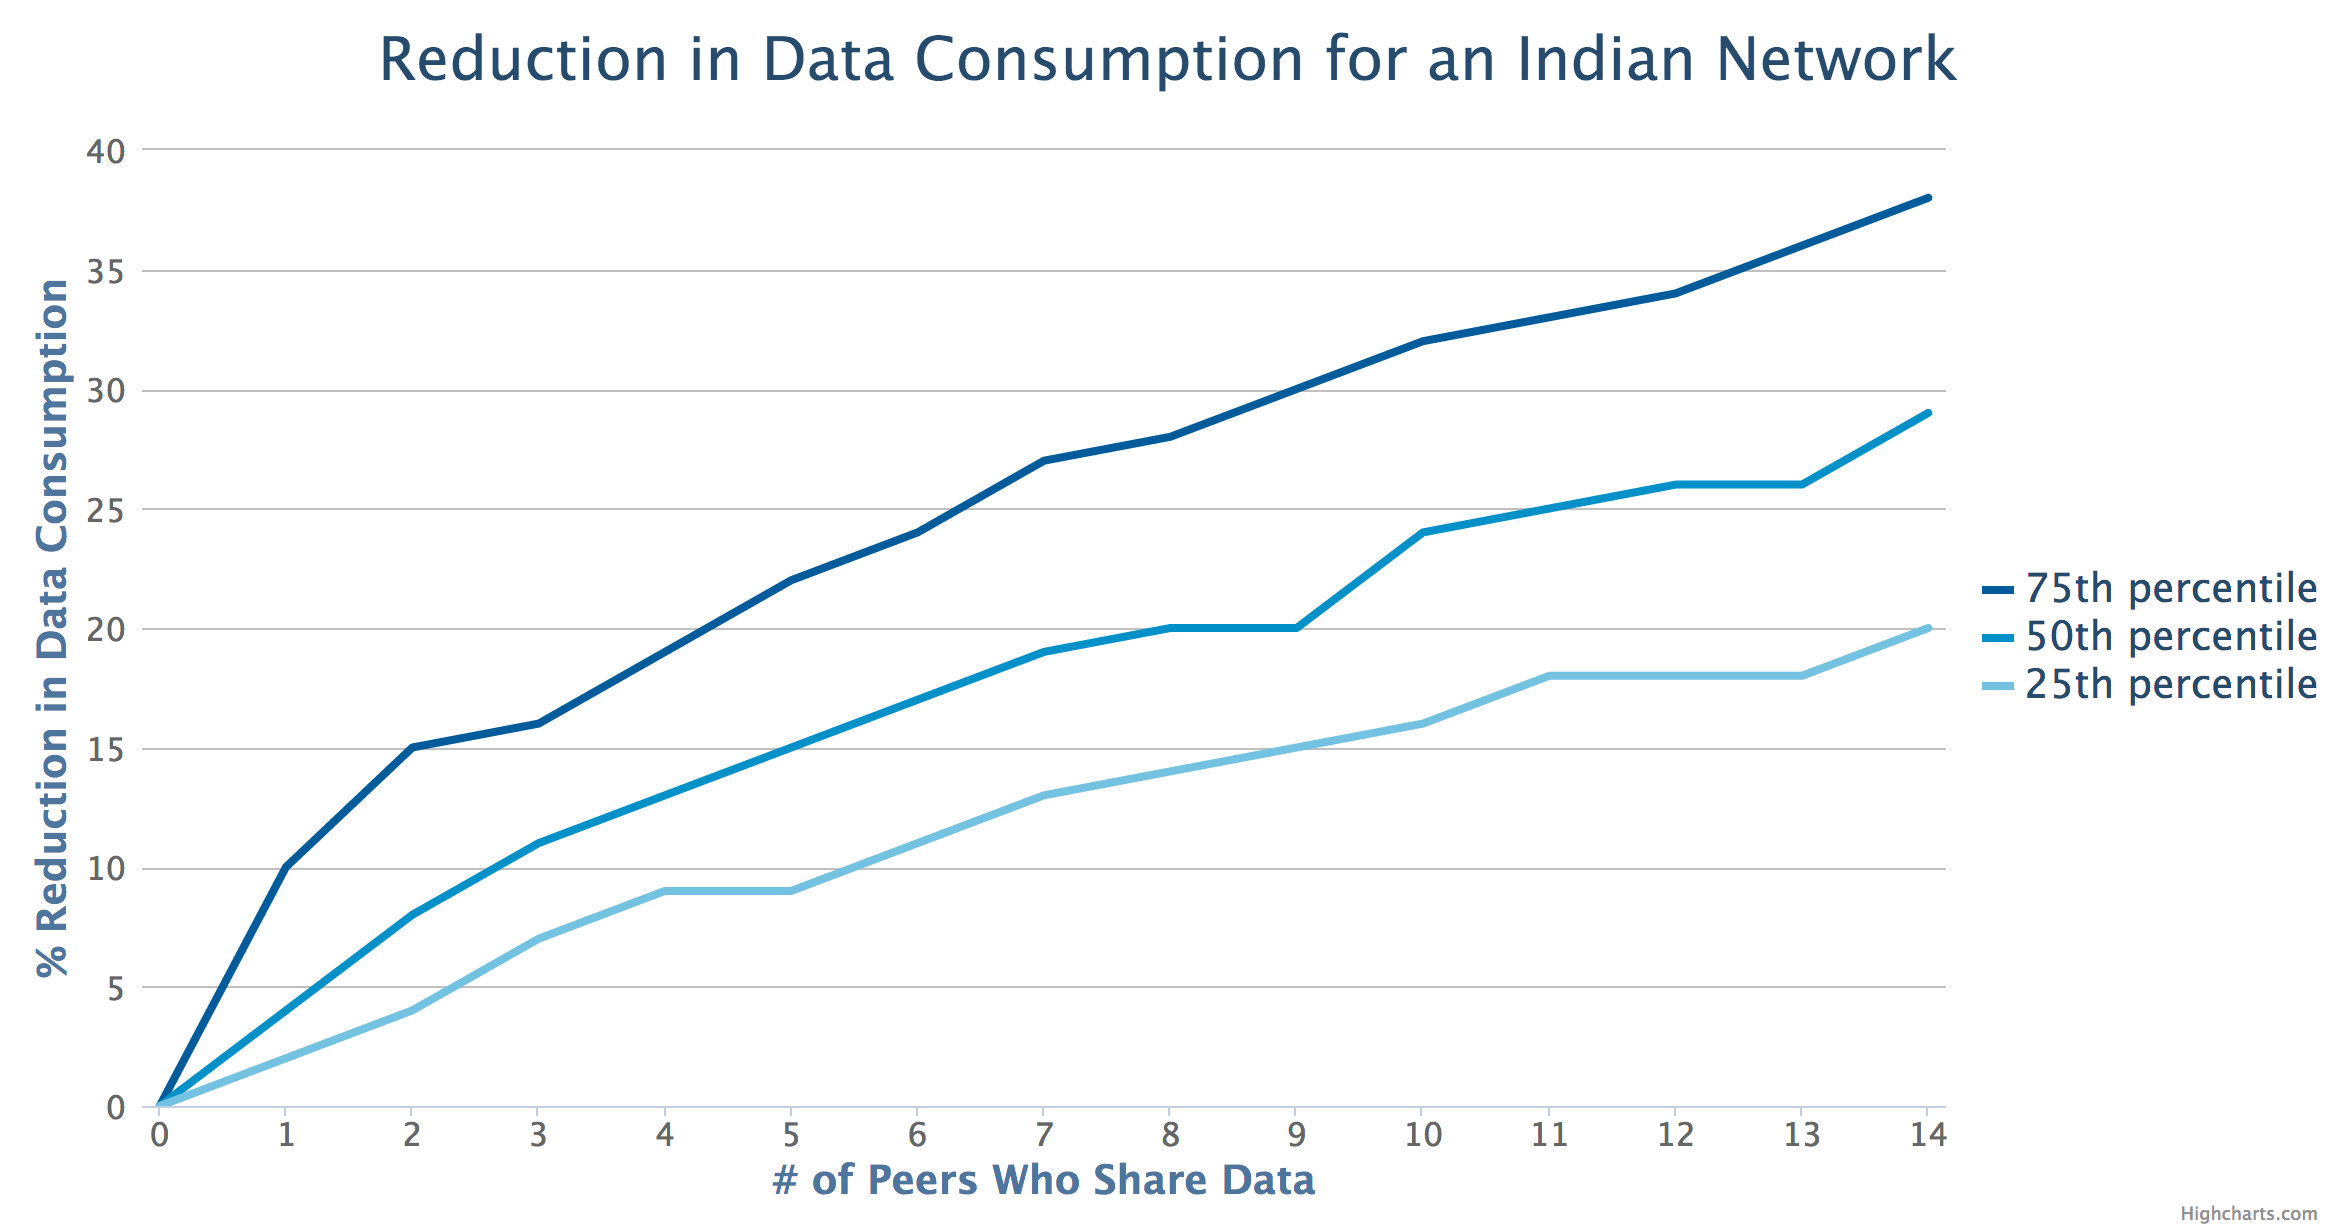 Reduction in Data Consumption for an Indian Network
% Reduction in Data Consumption
40
35
30
25
20
15
10
5
0
0 1 2 3 4 5 6 7 8 9 10 11 12 13 14
# of Peers Who Share Data
75th percentile
50th percentile
25th percentile
Highcharts.com